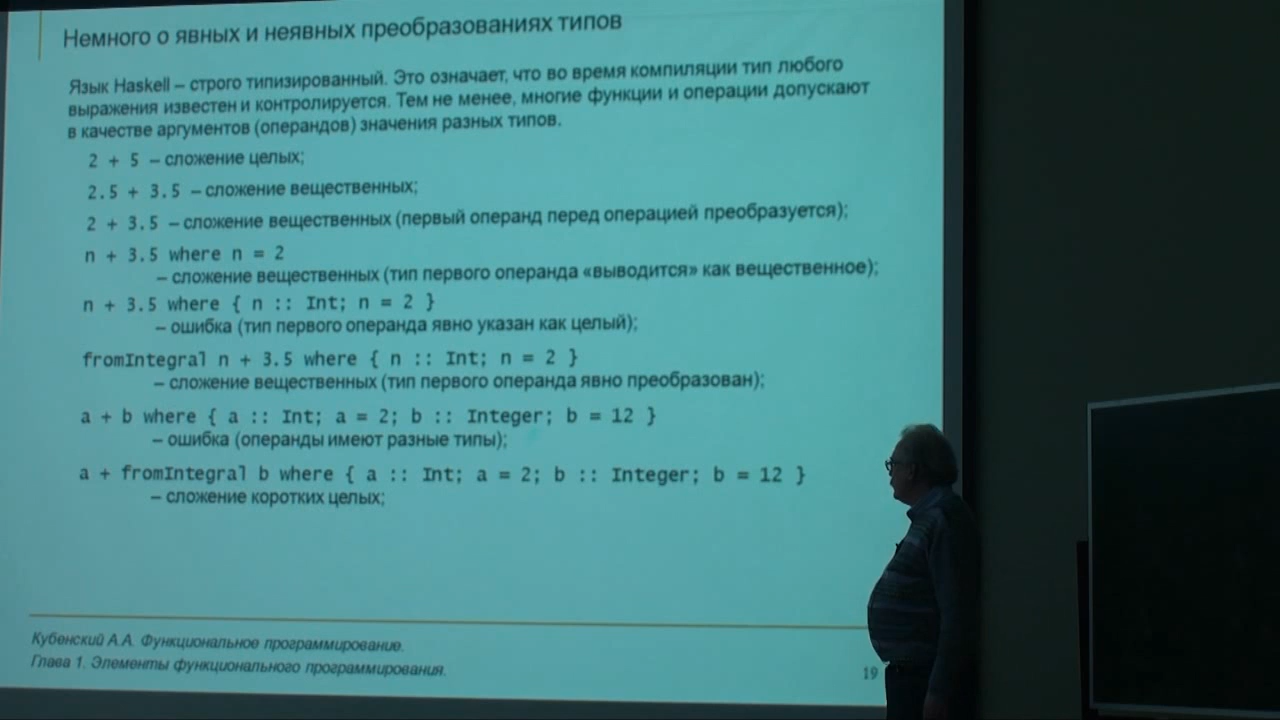 Немного о явных и неявных преобразованиях типов
Язык Haskell – строго типизированный. Это означает, что во время компиляции тип любого
выражения известен и контролируется. Тем не менее, многие функции и операции допускают
в качестве аргументов (операндов) значения разных типов.
2 + 5 – сложение целых;
2.5 + 3.5 – сложение вещественных;
2 + 3.5 – сложение вещественных (первый операнд перед операцией преобразуется);
n + 3.5 where n = 2
– сложение вещественных (тип первого операнда «выводится» как вещественное);
n + 3.5 where { n :: Int; n = 2 }
– ошибка (тип первого операнда явно указан как целый);
fromIntegral n + 3.5 where { n :: Int; n = 2 }
– сложение вещественных (тип первого операнда явно преобразован);
a + b where { a :: Int; a = 2; b :: Integer; b = 12 }
– ошибка (операнды имеют разные типы);
a + fromIntegral b where { a :: Int; a = 2; b :: Integer; b = 12 }
– сложение коротких целых;
Кубенский А.А. Функциональное программирование.
Глава 1. Элементы функционального программирования.
19